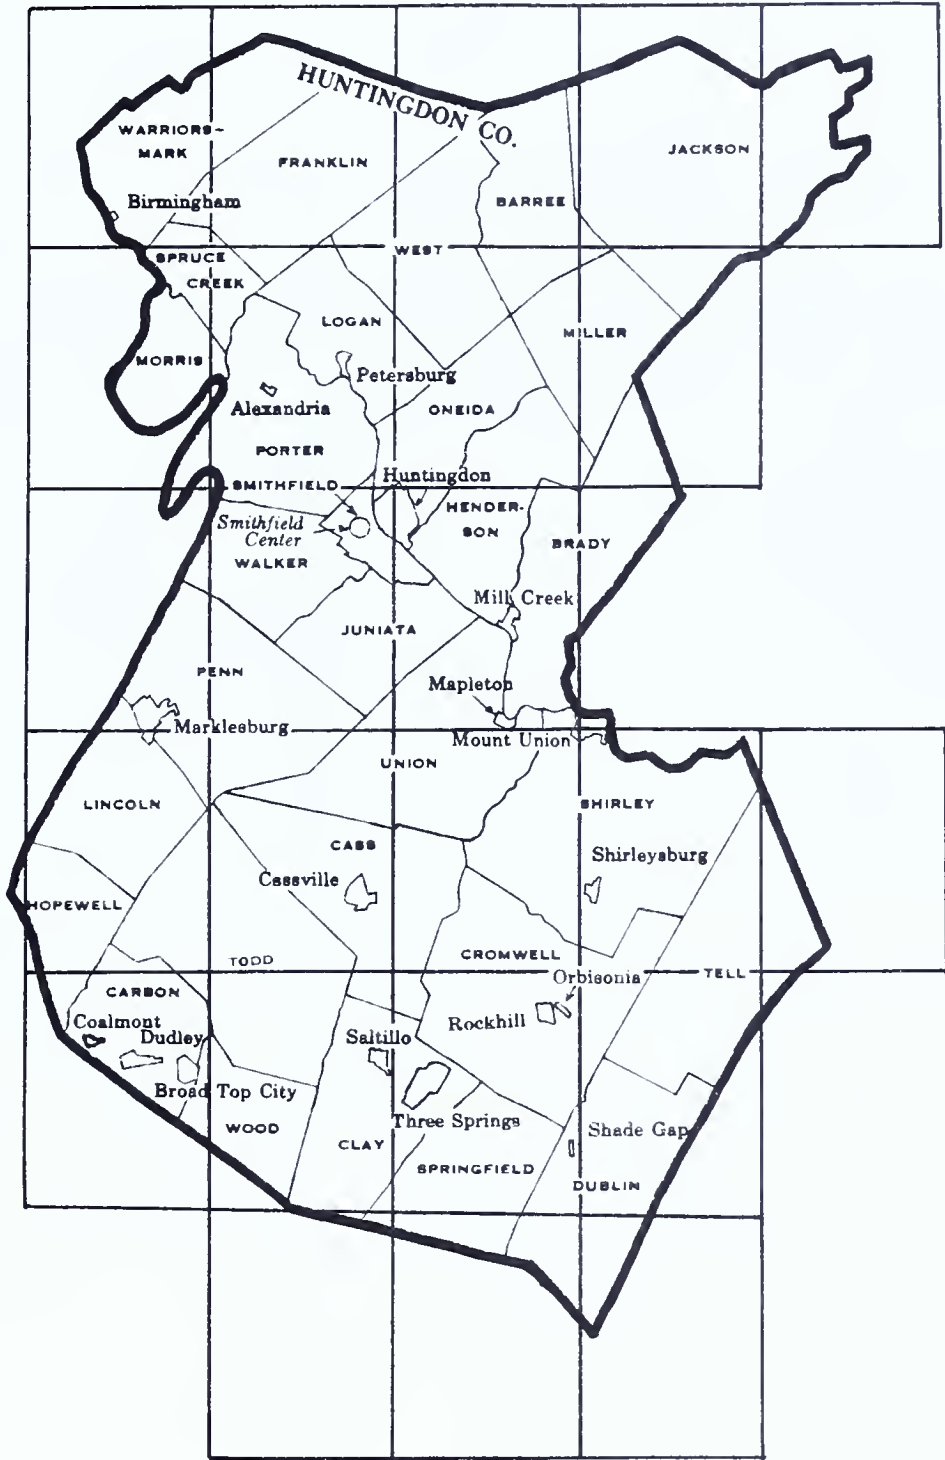 HUNTINGDON CO.
WARRIORS-
MARK
FRANKLIN
JACKSON
BARREE
Birmingham
WEST
SPRUCE
CREEK
LOGAN
MILLER
MORRIS
Petersburg
Alexandria
ONEIDA
PORTER
SMITHFIELD
Huntingdon
Smithfield
Center
HENDER-
SON
BRADY
WALKER
Mill Creek
JUNIATA
PENN
Mapleton
Marklesburg
Mount Union
UNION
LINCOLN
SHIRLEY
CASS
Shirleysburg
Cassville
HOPEWELL
CROMWELL
TODD
TELL
Orbisonia
CARBON
Rockhill
Coalmont
Dudley
Saltillo
Broad Top City
Three Springs
WOOD
Shade Gap
CLAY
SPRINGFIELD
DUBLIN